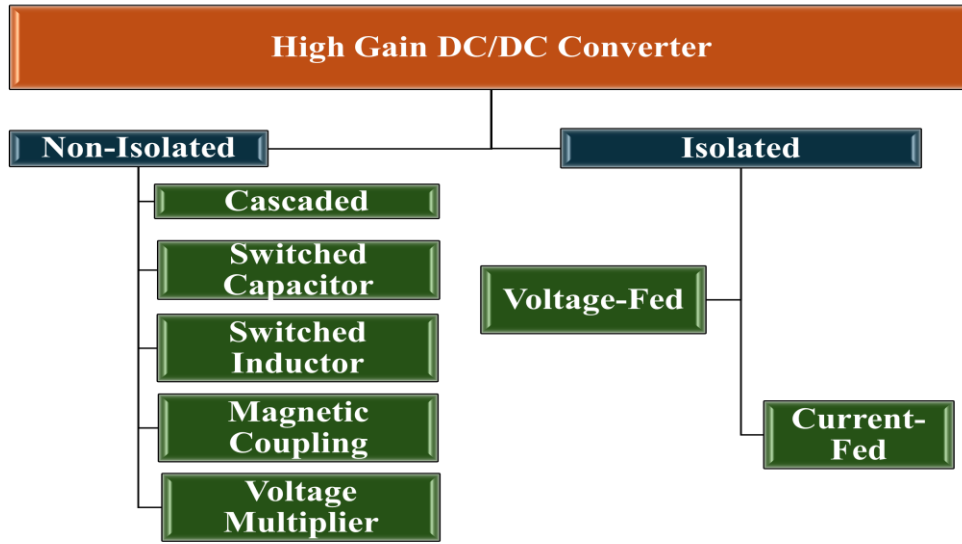 High Gain DC/DC Converter
Non-Isolated
Isolated
Cascaded
Switched
Capacitor
Switched
Inductor
Magnetic
Coupling
Voltage
Multiplier
Voltage-Fed
Current-
Fed